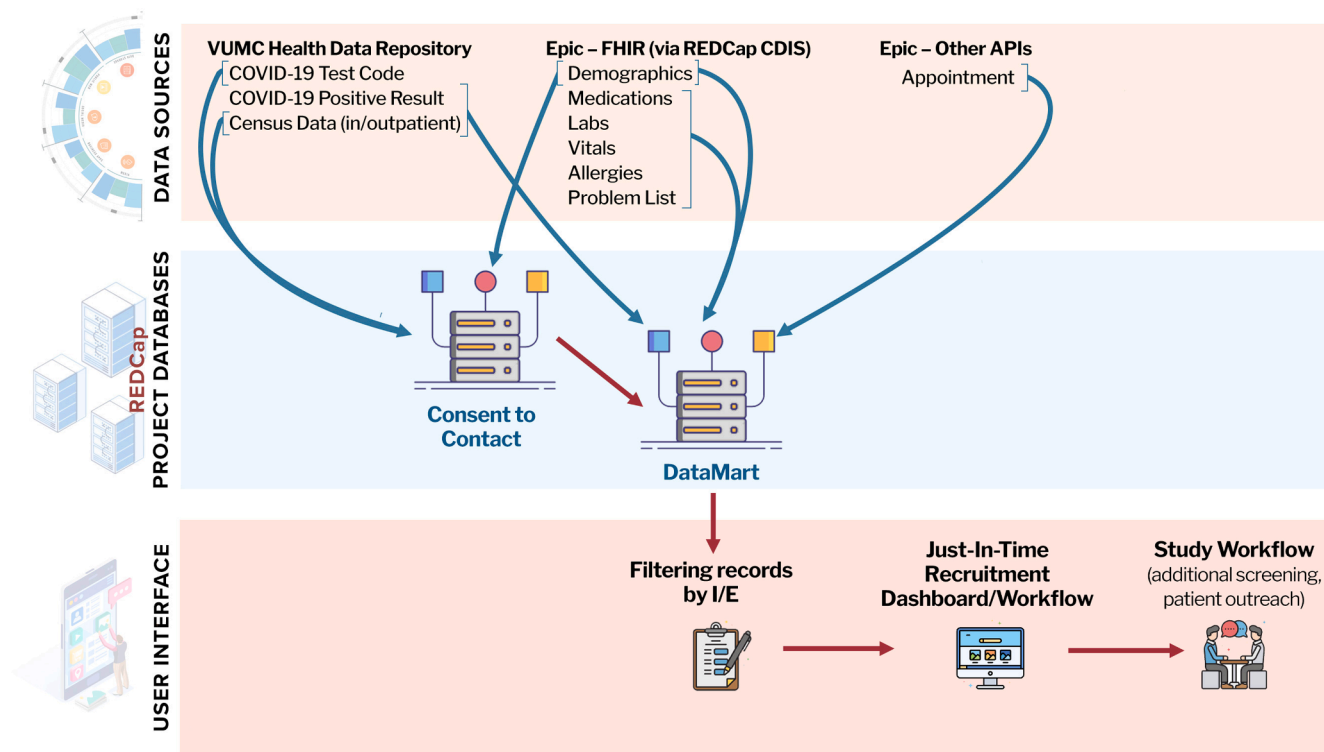 DATA SOURCES
VUMC Health Data Repository
COVID-19 Test Code
COVID-19 Positive Result
Census Data (in/outpatient)
Epic – FHIR (via REDCap CDIS)
Demographics
Medications
Labs
Vitals
Allergies
Problem List
Epic – Other APIs
Appointment
REDCap
PROJECT DATABASES
Consent to
Contact
DataMart
USER INTERFACE
Filtering records
by I/E
Just-In-Time
Recruitment
Dashboard/Workflow
Study Workflow
(additional screening,
patient outreach)